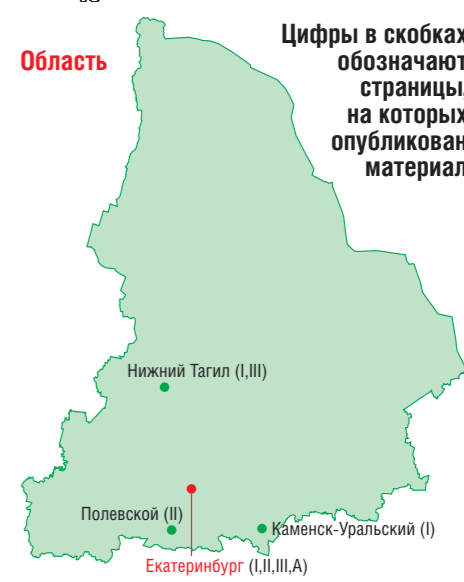 Область
Цифры в скобках
обозначают
страницы,
на которых
опубликован
материал
Нижний Тагил (I,III)
Полевской (II)
Каменск-Уральский (I)
Екатеринбург (I,II,III,А)